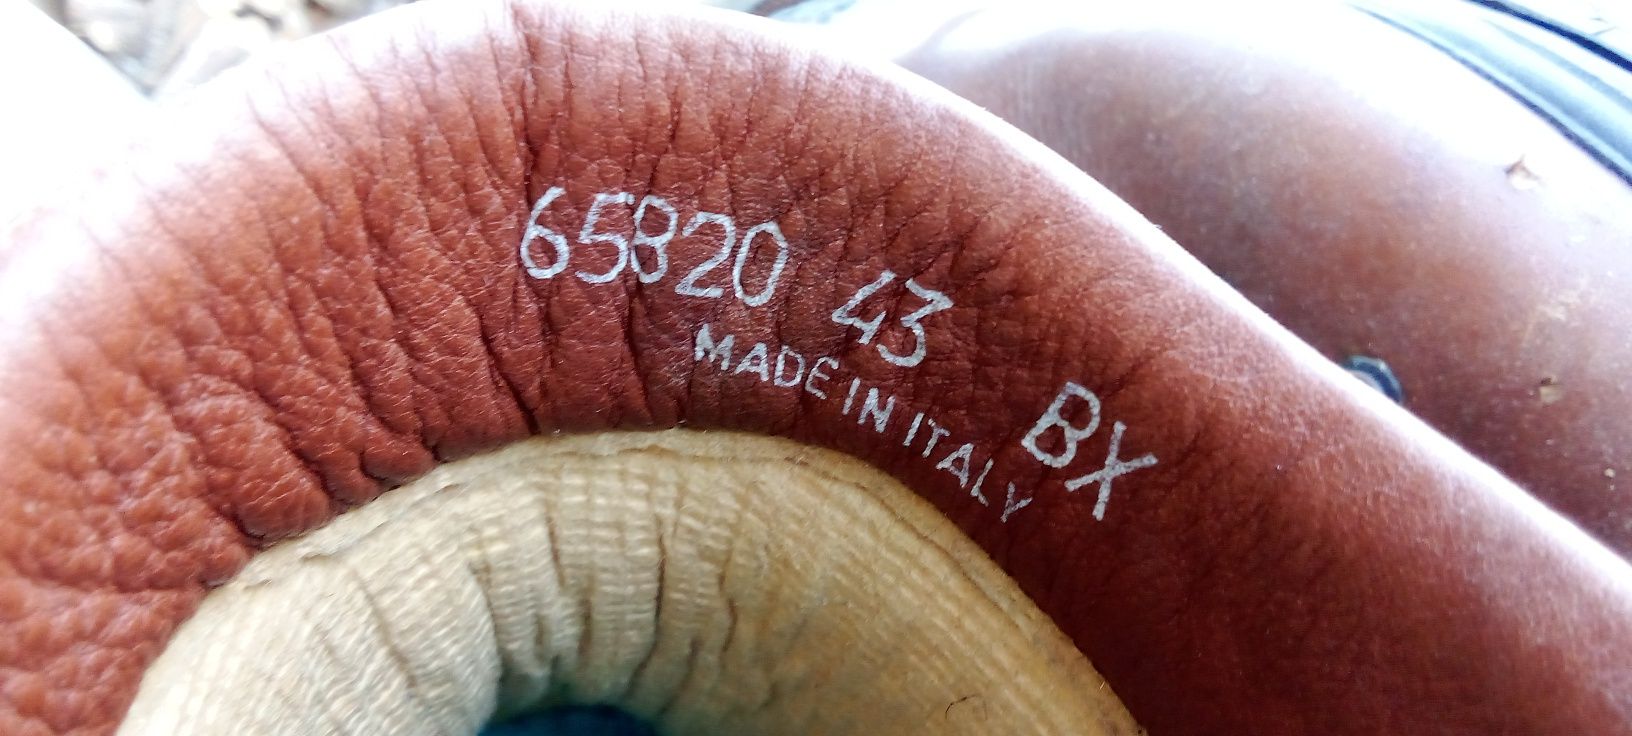 65820 43 BX
MADE IN ITALY